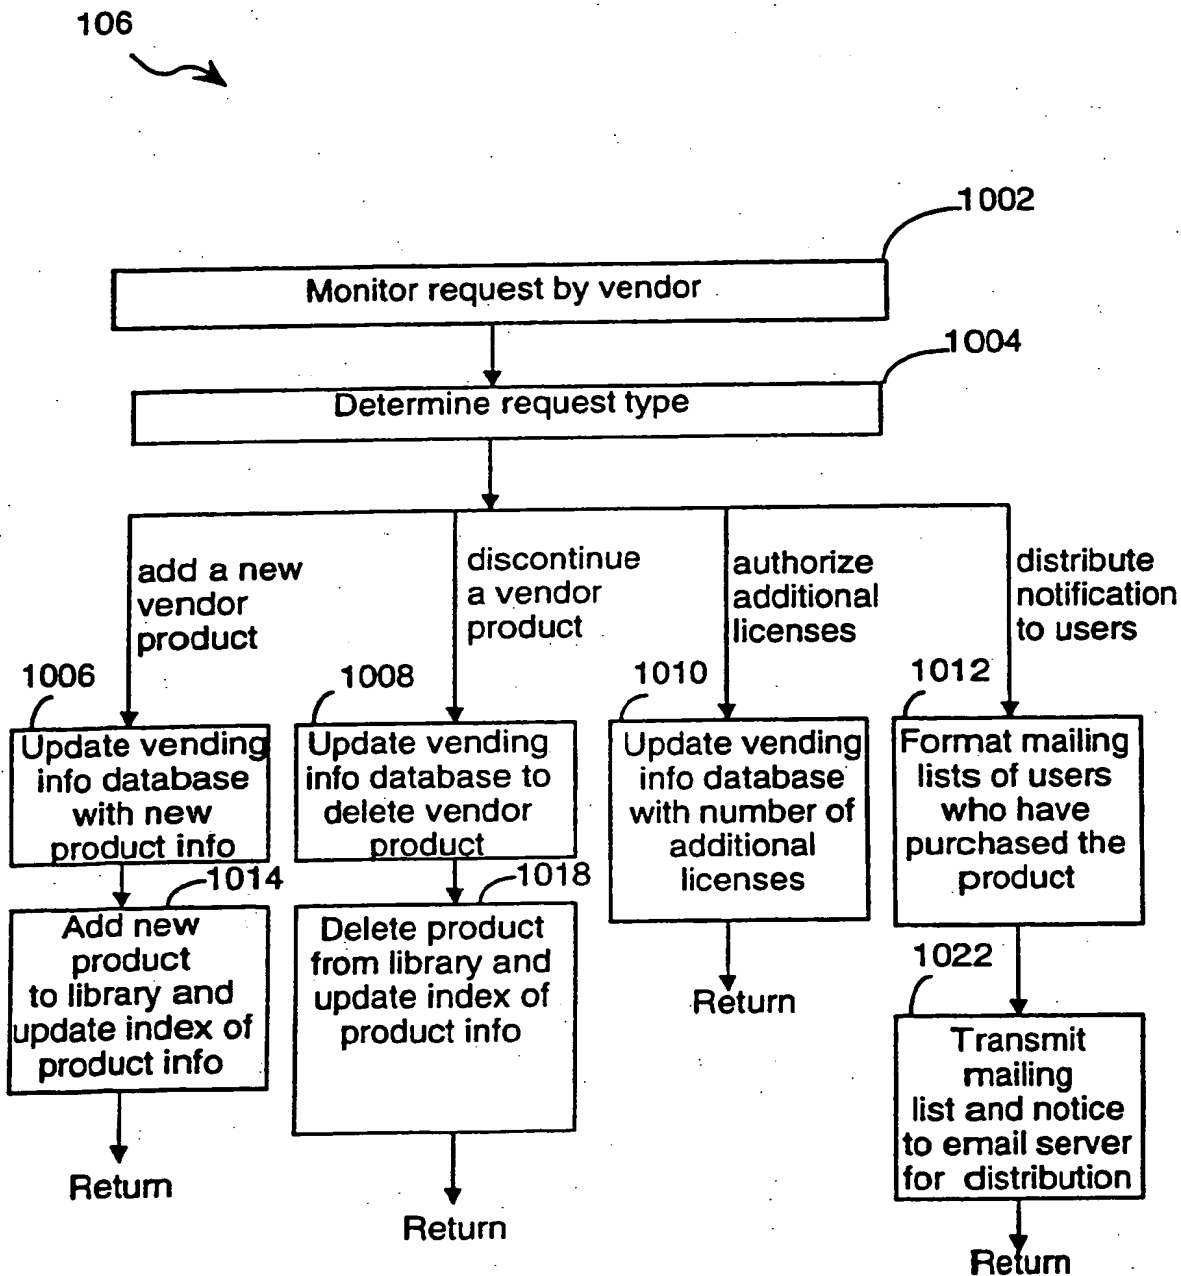 106
1002
Monitor request by vendor
1004
Determine request type
add a new
vendor
product
discontinue
a vendor
product
authorize
additional
licenses
distribute
notification
to users
1006
Update vending
info database
with new
product info
1008
Update vending
info database to
delete vendor
product
1010
Update vending
info database
with number of
additional
licenses
1012
Format mailing
lists of users
who have
purchased the
product
1014
Add new
product
to library and
update index of
product info
1018
Delete product
from library and
update index of
product info
Return
1022
Transmit
mailing
list and notice
to email server
for distribution
Return
Return
Return